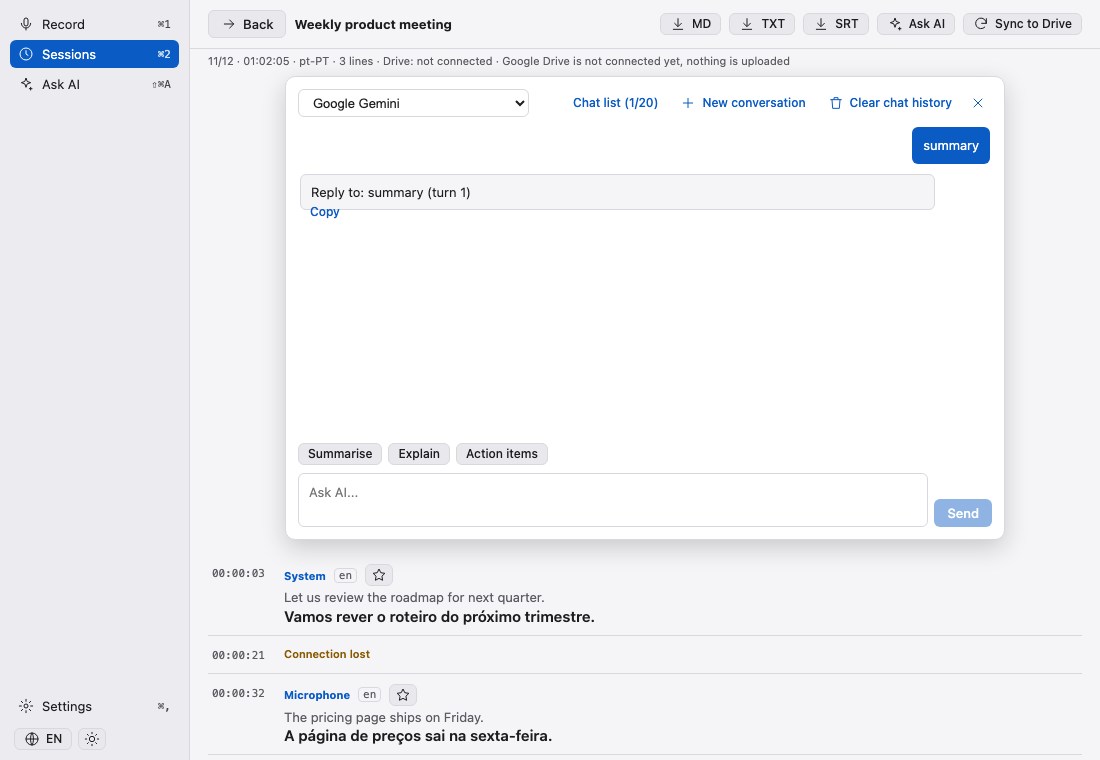 Record ⌘1
Sessions ⌘2
Ask AI ⇧⌘A
Settings ⌘,
EN
Back Weekly product meeting MD TXT SRT Ask AI Sync to Drive
11/12 · 01:02:05 · pt-PT · 3 lines · Drive: not connected · Google Drive is not connected yet, nothing is uploaded
Google Gemini Chat list (1/20) New conversation Clear chat history
summary
Reply to: summary (turn 1)
Copy
Summarise Explain Action items
Ask AI...
Send
00:00:03 System en
Let us review the roadmap for next quarter.
Vamos rever o roteiro do próximo trimestre.
00:00:21 Connection lost
00:00:32 Microphone en
The pricing page ships on Friday.
A página de preços sai na sexta-feira.